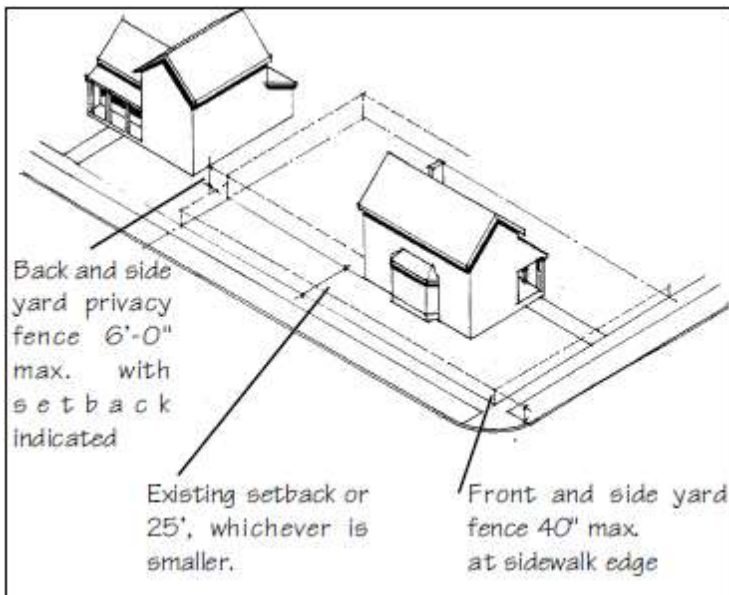 Back and side
yard privacy
fence 6'-0"
max. with
setback
indicated
Existing setback or
25', whichever is
smaller.
Front and side yard
fence 40" max.
at sidewalk edge